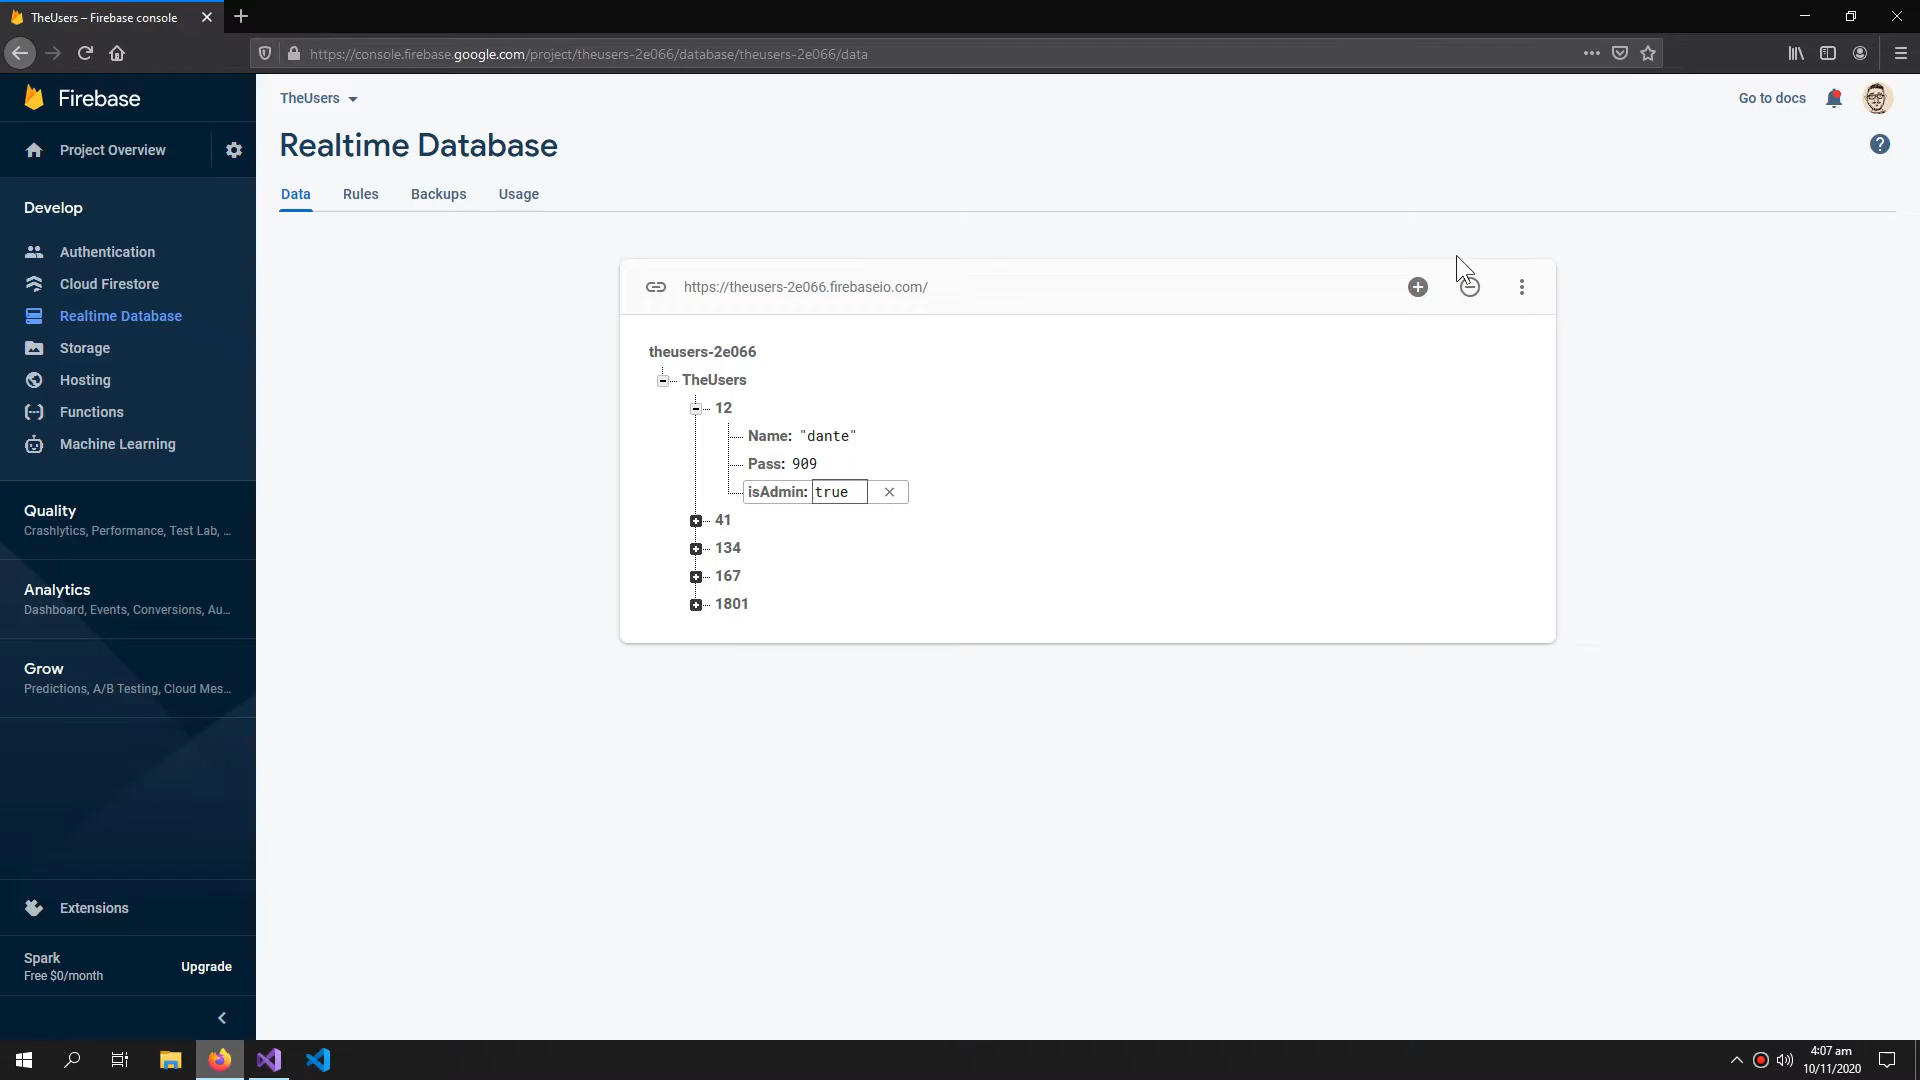 TheUsers – Firebase console
https://console.firebase.google.com/project/theusers-2e066/database/theusers-2e066/data
Firebase
TheUsers
Go to docs
Project Overview
Realtime Database
?
Data Rules Backups Usage
Develop
Authentication
Cloud Firestore
Realtime Database
Storage
Hosting
Functions
Machine Learning
https://theusers-2e066.firebaseio.com/
theusers-2e066
TheUsers
12
Name: "dante"
Pass: 909
isAdmin: true
41
134
167
1801
Quality
Crashlytics, Performance, Test Lab, ...
Analytics
Dashboard, Events, Conversions, Au...
Grow
Predictions, A/B Testing, Cloud Mes...
Extensions
Spark
Free $0/month
Upgrade
4:07 am
10/11/2020